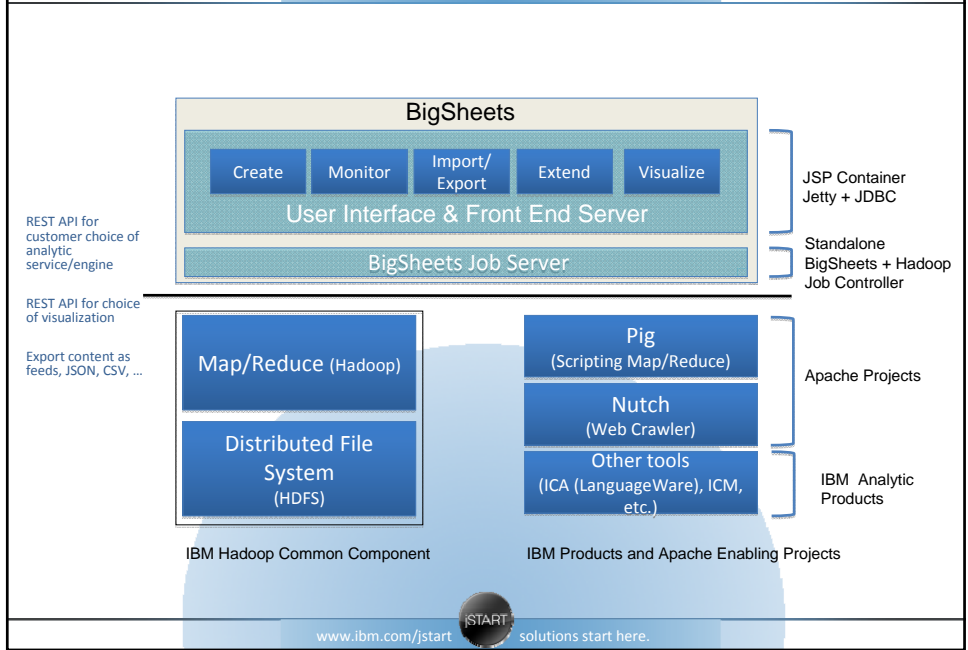 BigSheets
Create
Monitor
Import/
Export
Extend
Visualize
User Interface & Front End Server
BigSheets Job Server
JSP Container
Jetty + JDBC
Standalone
BigSheets + Hadoop
Job Controller
REST API for
customer choice of
analytic
service/engine
REST API for choice
of visualization
Export content as
feeds, JSON, CSV, ...
Map/Reduce (Hadoop)
Distributed File
System
(HDFS)
IBM Hadoop Common Component
Pig
(Scripting Map/Reduce)
Nutch
(Web Crawler)
Other tools
(ICA (LanguageWare), ICM,
etc.)
Apache Projects
IBM Analytic
Products
IBM Products and Apache Enabling Projects
www.ibm.com/jstart
jSTART
solutions start here.